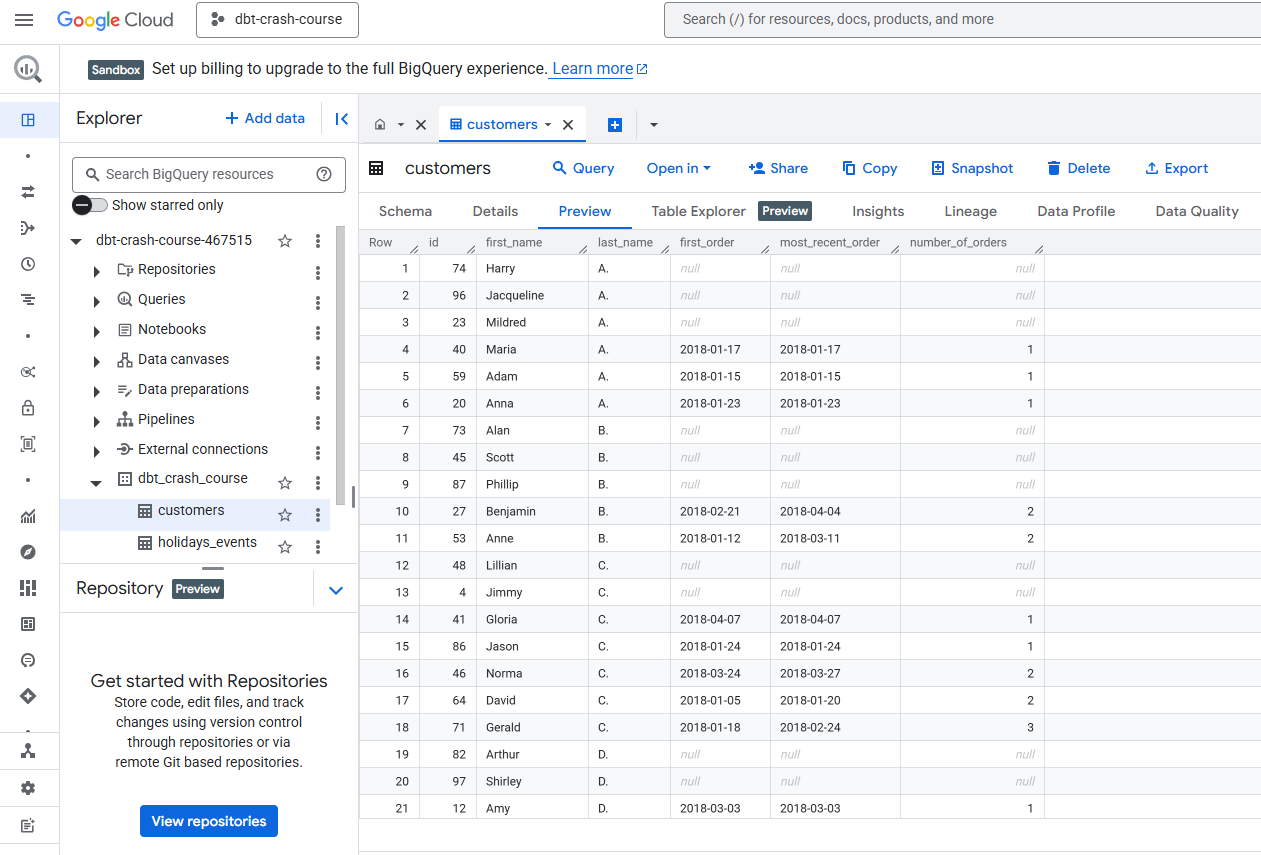 Google Cloud
dbt-crash-course
Search (/) for resources, docs, products, and more
Sandbox Set up billing to upgrade to the full BigQuery experience. Learn more
Explorer
Add data
Search BigQuery resources
Show starred only
dbt-crash-course-467515
Repositories
Queries
Notebooks
Data canvases
Data preparations
Pipelines
External connections
dbt_crash_course
customers
holidays_events
Repository Preview
Get started with Repositories
Store code, edit files, and track
changes using version control
through repositories or via
remote Git based repositories.
View repositories
customers
customers Query Open in Share Copy Snapshot Delete Export
Schema Details Preview Table Explorer Preview Insights Lineage Data Profile Data Quality
Row id first_name last_name first_order most_recent_order number_of_orders
1 74 Harry A. null null null
2 96 Jacqueline A. null null null
3 23 Mildred A. null null null
4 40 Maria A. 2018-01-17 2018-01-17 1
5 59 Adam A. 2018-01-15 2018-01-15 1
6 20 Anna A. 2018-01-23 2018-01-23 1
7 73 Alan B. null null null
8 45 Scott B. null null null
9 87 Phillip B. null null null
10 27 Benjamin B. 2018-02-21 2018-04-04 2
11 53 Anne B. 2018-01-12 2018-03-11 2
12 48 Lillian C. null null null
13 4 Jimmy C. null null null
14 41 Gloria C. 2018-04-07 2018-04-07 1
15 86 Jason C. 2018-01-24 2018-01-24 1
16 46 Norma C. 2018-03-24 2018-03-27 2
17 64 David C. 2018-01-05 2018-01-20 2
18 71 Gerald C. 2018-01-18 2018-02-24 3
19 82 Arthur D. null null null
20 97 Shirley D. null null null
21 12 Amy D. 2018-03-03 2018-03-03 1